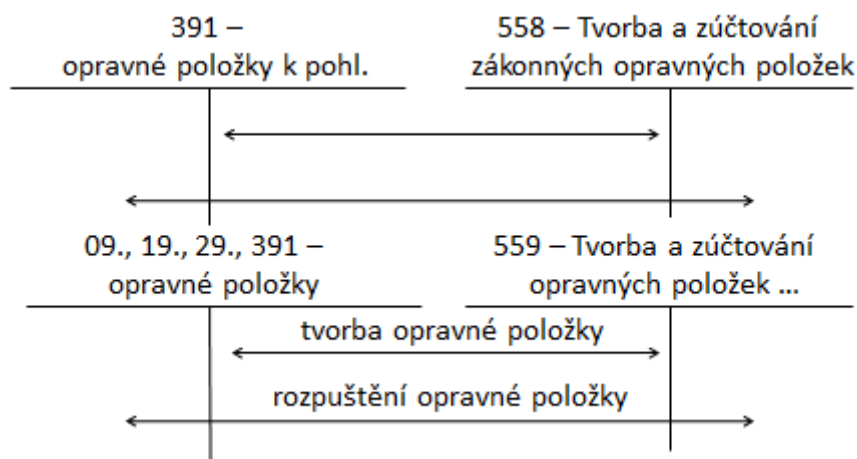 391 –
opravné položky k pohl.
558 – Tvorba a zúčtování
zákonných opravných položek
09., 19., 29., 391 –
opravné položky
559 – Tvorba a zúčtování
opravných položek ...
tvorba opravné položky
rozpuštění opravné položky